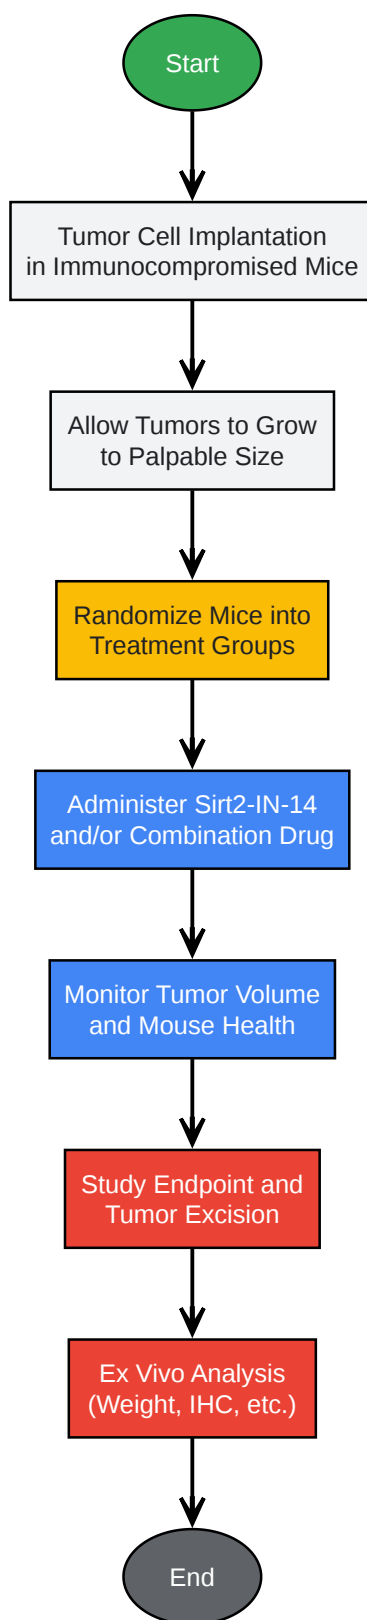 Start
Tumor Cell Implantation
in Immunocompromised Mice
Allow Tumors to Grow
to Palpable Size
Randomize Mice into
Treatment Groups
Administer Sirt2-IN-14
and/or Combination Drug
Monitor Tumor Volume
and Mouse Health
Study Endpoint and
Tumor Excision
Ex Vivo Analysis
(Weight, IHC, etc.)
End